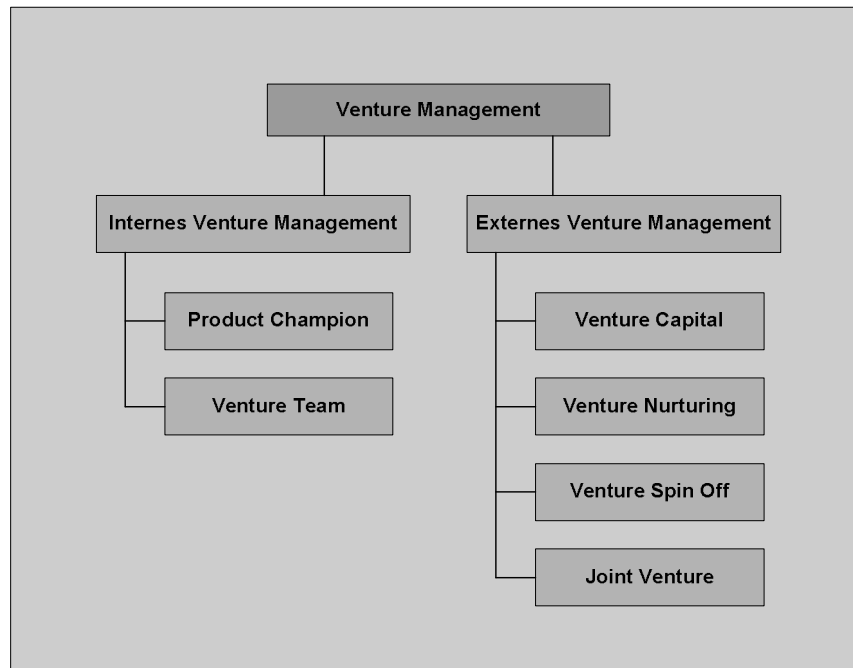 Venture Management
Internes Venture Management
Externes Venture Management
Product Champion
Venture Team
Venture Capital
Venture Nurturing
Venture Spin Off
Joint Venture